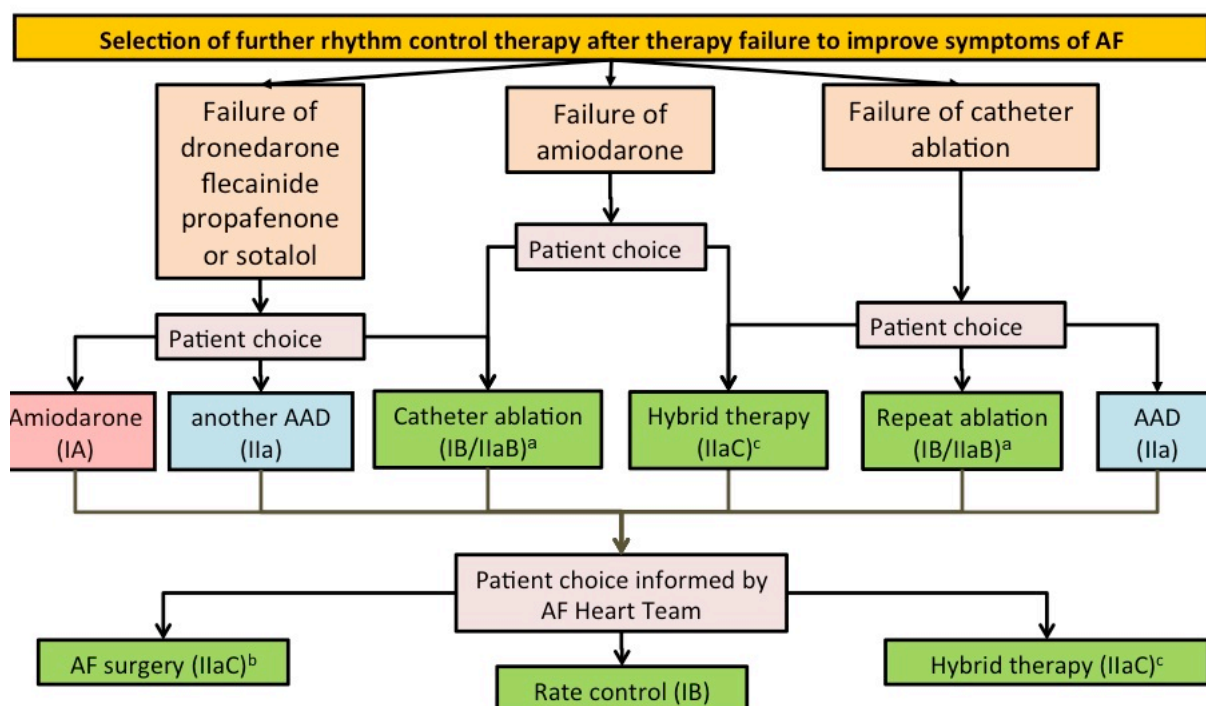 Selection of further rhythm control therapy after therapy failure to improve symptoms of AF
Failure of
dronedarone
flecainide
propafenone
or sotalol
Failure of
amiodarone
Failure of catheter
ablation
Patient choice
Patient choice
Patient choice
Amiodarone
(IA)
another AAD
(IIa)
Catheter ablation
(IB/IIaB)ᵃ
Hybrid therapy
(IIaC)ᶜ
Repeat ablation
(IB/IIaB)ᵃ
AAD
(IIa)
Patient choice informed by
AF Heart Team
AF surgery (IIaC)ᵇ
Rate control (IB)
Hybrid therapy (IIaC)ᶜ